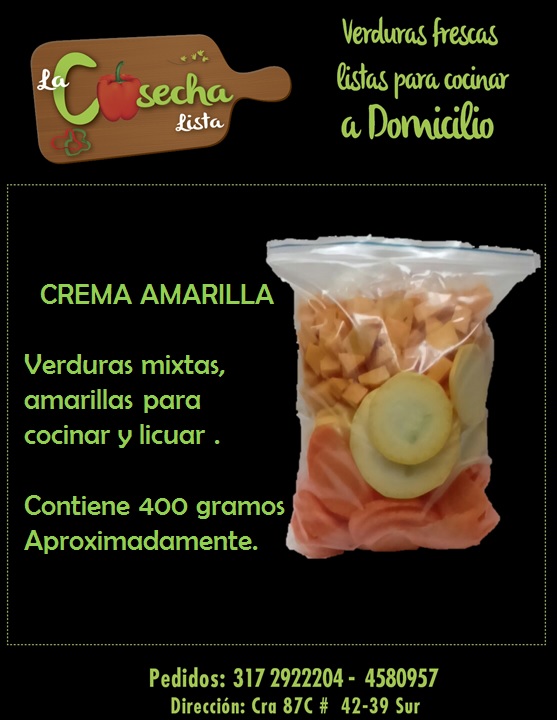 La Cosecha
Lista
Verduras frescas
listas para cocinar
a Domicilio
CREMA AMARILLA
Verduras mixtas,
amarillas para
cocinar y licuar .
Contiene 400 gramos
Aproximadamente.
Pedidos: 317 2922204 - 4580957
Dirección: Cra 87C # 42-39 Sur